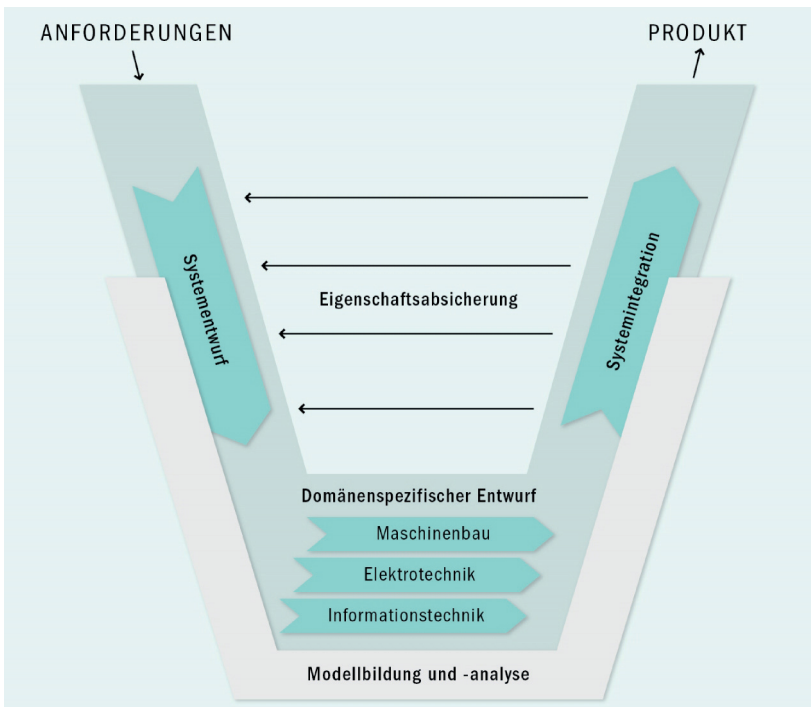 ANFORDERUNGEN
PRODUKT
Systementwurf
Eigenschaftsabsicherung
Systemintegration
Domänenspezifischer Entwurf
Maschinenbau
Elektrotechnik
Informationstechnik
Modellbildung und -analyse